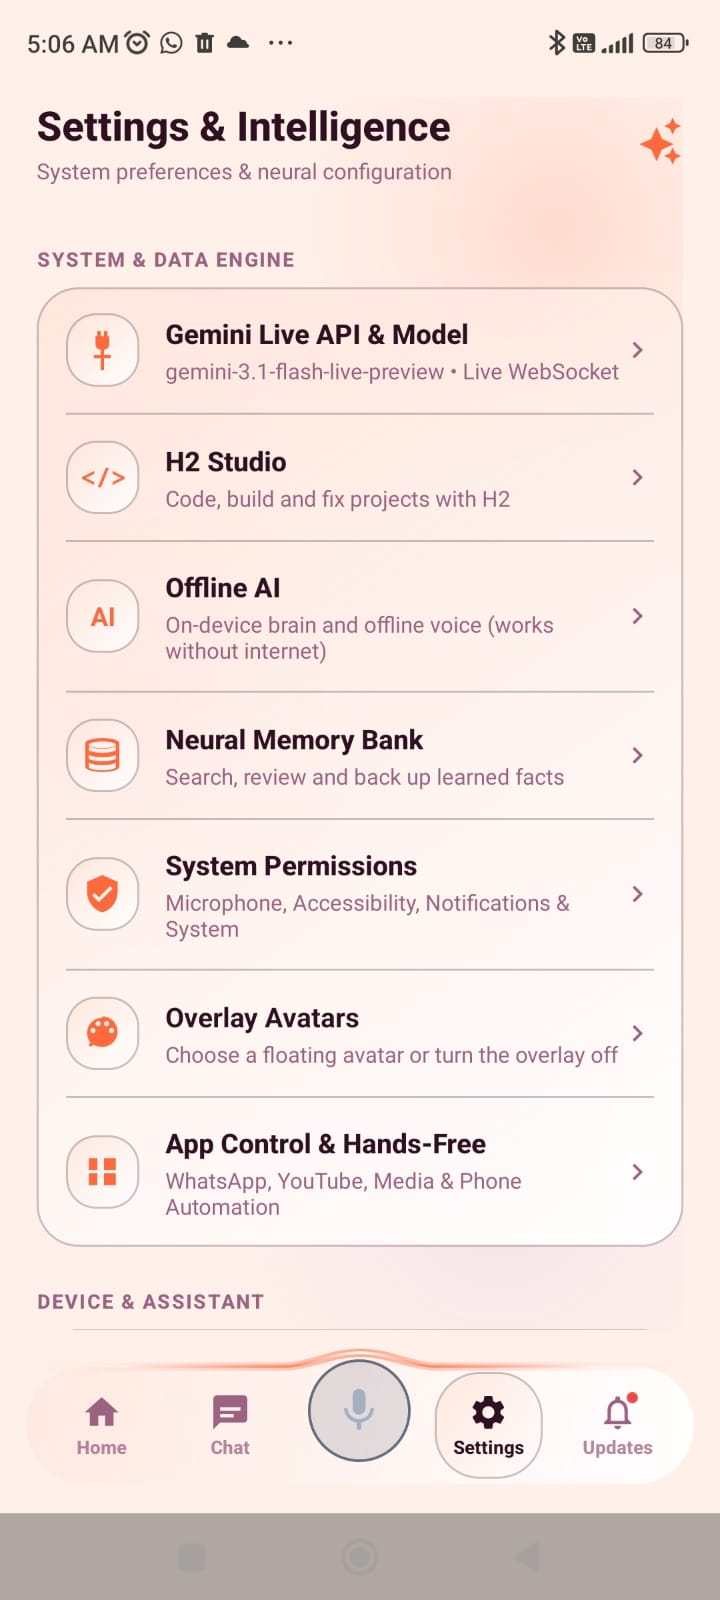 5:06 AM
Vo LTE
84
Settings & Intelligence
System preferences & neural configuration
SYSTEM & DATA ENGINE
Gemini Live API & Model
gemini-3.1-flash-live-preview • Live WebSocket
</>
H2 Studio
Code, build and fix projects with H2
AI
Offline AI
On-device brain and offline voice (works
without internet)
Neural Memory Bank
Search, review and back up learned facts
System Permissions
Microphone, Accessibility, Notifications &
System
Overlay Avatars
Choose a floating avatar or turn the overlay off
App Control & Hands-Free
WhatsApp, YouTube, Media & Phone
Automation
DEVICE & ASSISTANT
Home
Chat
Settings
Updates